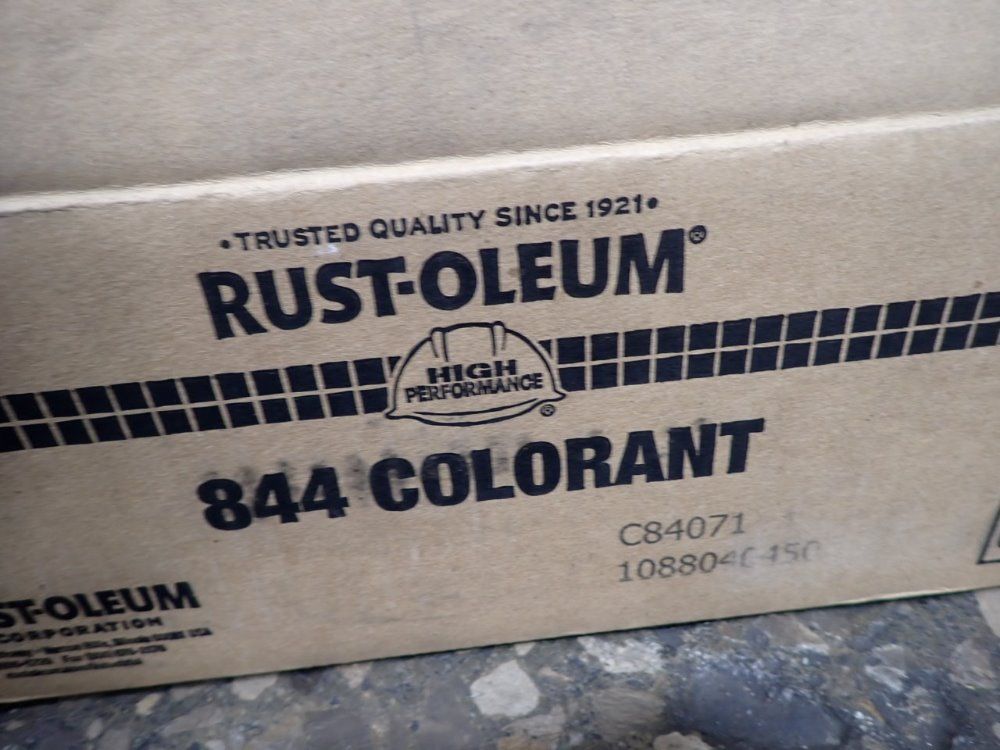 •TRUSTED QUALITY SINCE 1921•
RUST-OLEUM®
HIGH
PERFORMANCE
®
844 COLORANT
C84071
ST-OLEUM
CORPORATION